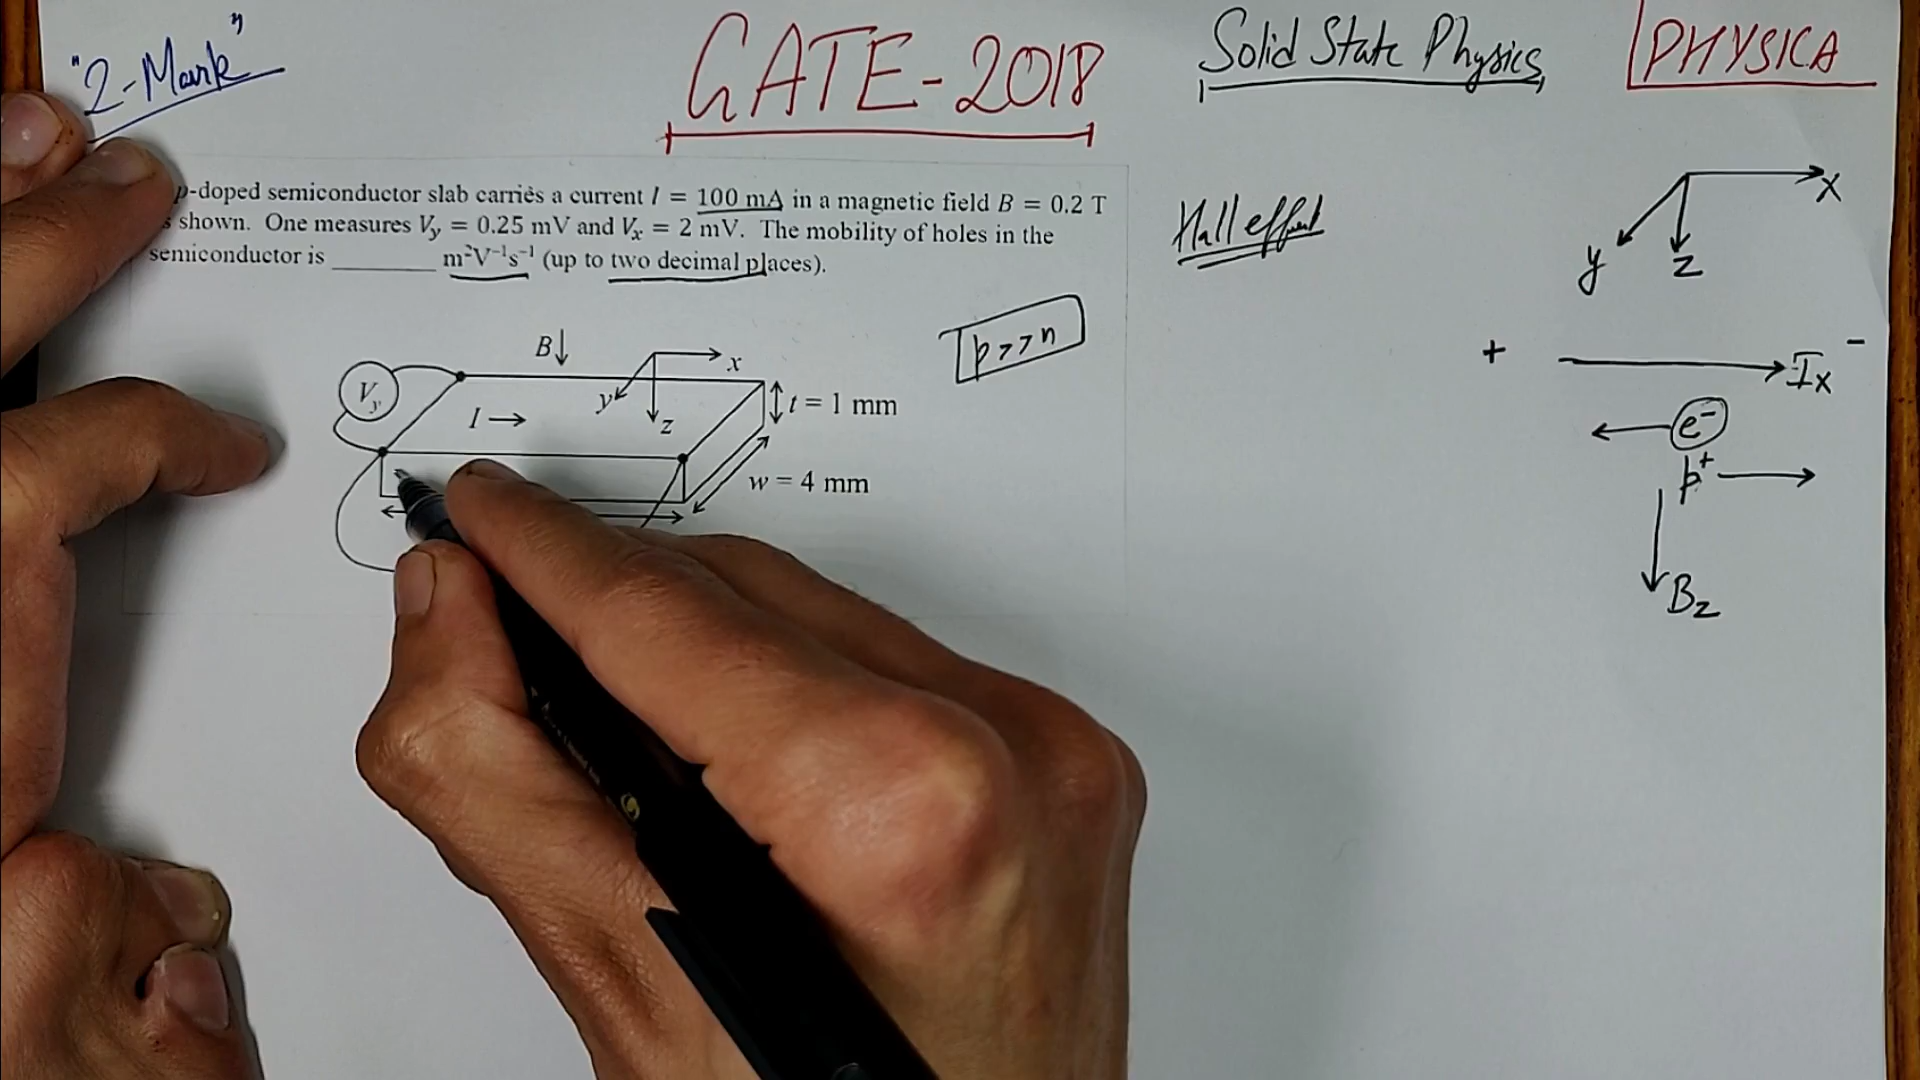 "2-Mark"
GATE-2018
Solid State Physics
PHYSICA
p-doped semiconductor slab carries a current I = 100 mA in a magnetic field B = 0.2 T
s shown. One measures Vy = 0.25 mV and Vx = 2 mV. The mobility of holes in the
semiconductor is ________ m²V⁻¹s⁻¹ (up to two decimal places).
Hall effect
x
y
z
p>>n
B↓
x
y
z
Vy
I→
t = 1 mm
w = 4 mm
+
-
Ix
e⁻
p⁺
Bz